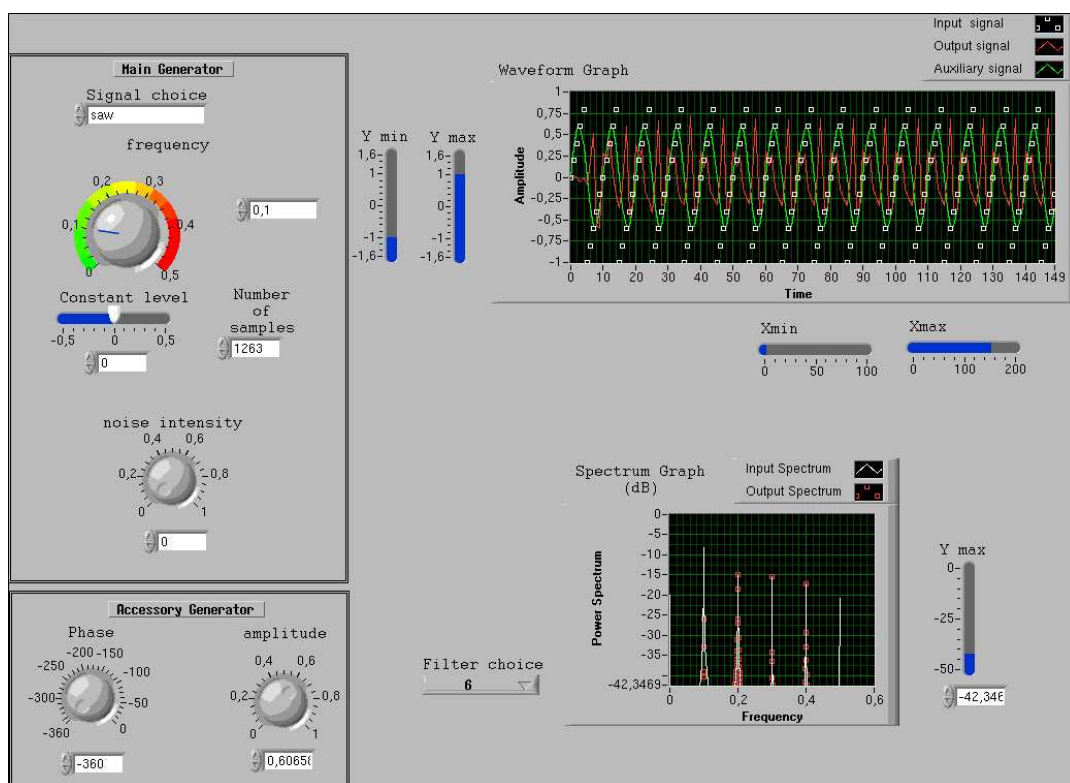 Input signal
Output signal
Auxiliary signal
Waveform Graph
Main Generator
Signal choice
saw
frequency
0,2
0,3
0,1
0,4
0
0,5
0,1
Constant level
-0,5 0 0,5
0
Number
of
samples
1263
noise intensity
0,4 0,6
0,2 0,8
0 1
0
Y min Y max
1,6 1,6
0 0
-1 -1
-1,6 -1,6
Amplitude
1
0,75
0,5
0,25
0
-0,25
-0,5
-0,75
-1
0 10 20 30 40 50 60 70 80 90 100 110 120 130 140 149
Time
Xmin
0 50 100
Xmax
0 100 200
Spectrum Graph
(dB)
Input Spectrum
Output Spectrum
Power Spectrum
0
-5
-10
-15
-20
-25
-30
-35
-42,3469
0 0,2 0,4 0,6
Frequency
Y max
0
-50
-42,346
Filter choice
6
Accessory Generator
Phase
-200 -150
-250 -100
-300 -50
-360 0
-360
amplitude
0,4 0,6
0,2 0,8
0 1
0,6065